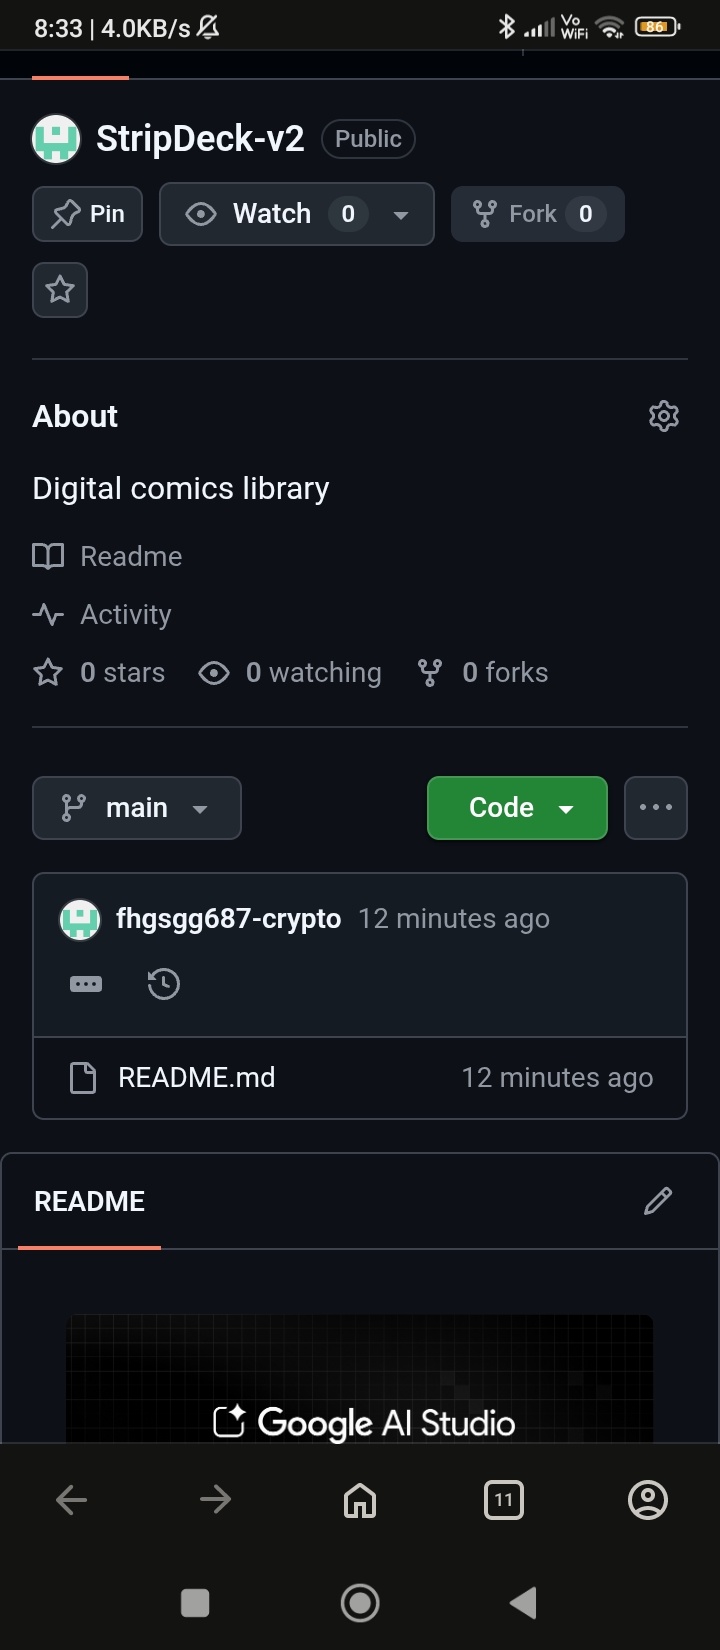 8:33 | 4.0KB/s
Vo
WiFi
86
StripDeck-v2 Public
Pin Watch 0 Fork 0
About
Digital comics library
Readme
Activity
0 stars 0 watching 0 forks
main Code
fhgsgg687-crypto 12 minutes ago
README.md 12 minutes ago
README
Google AI Studio
11